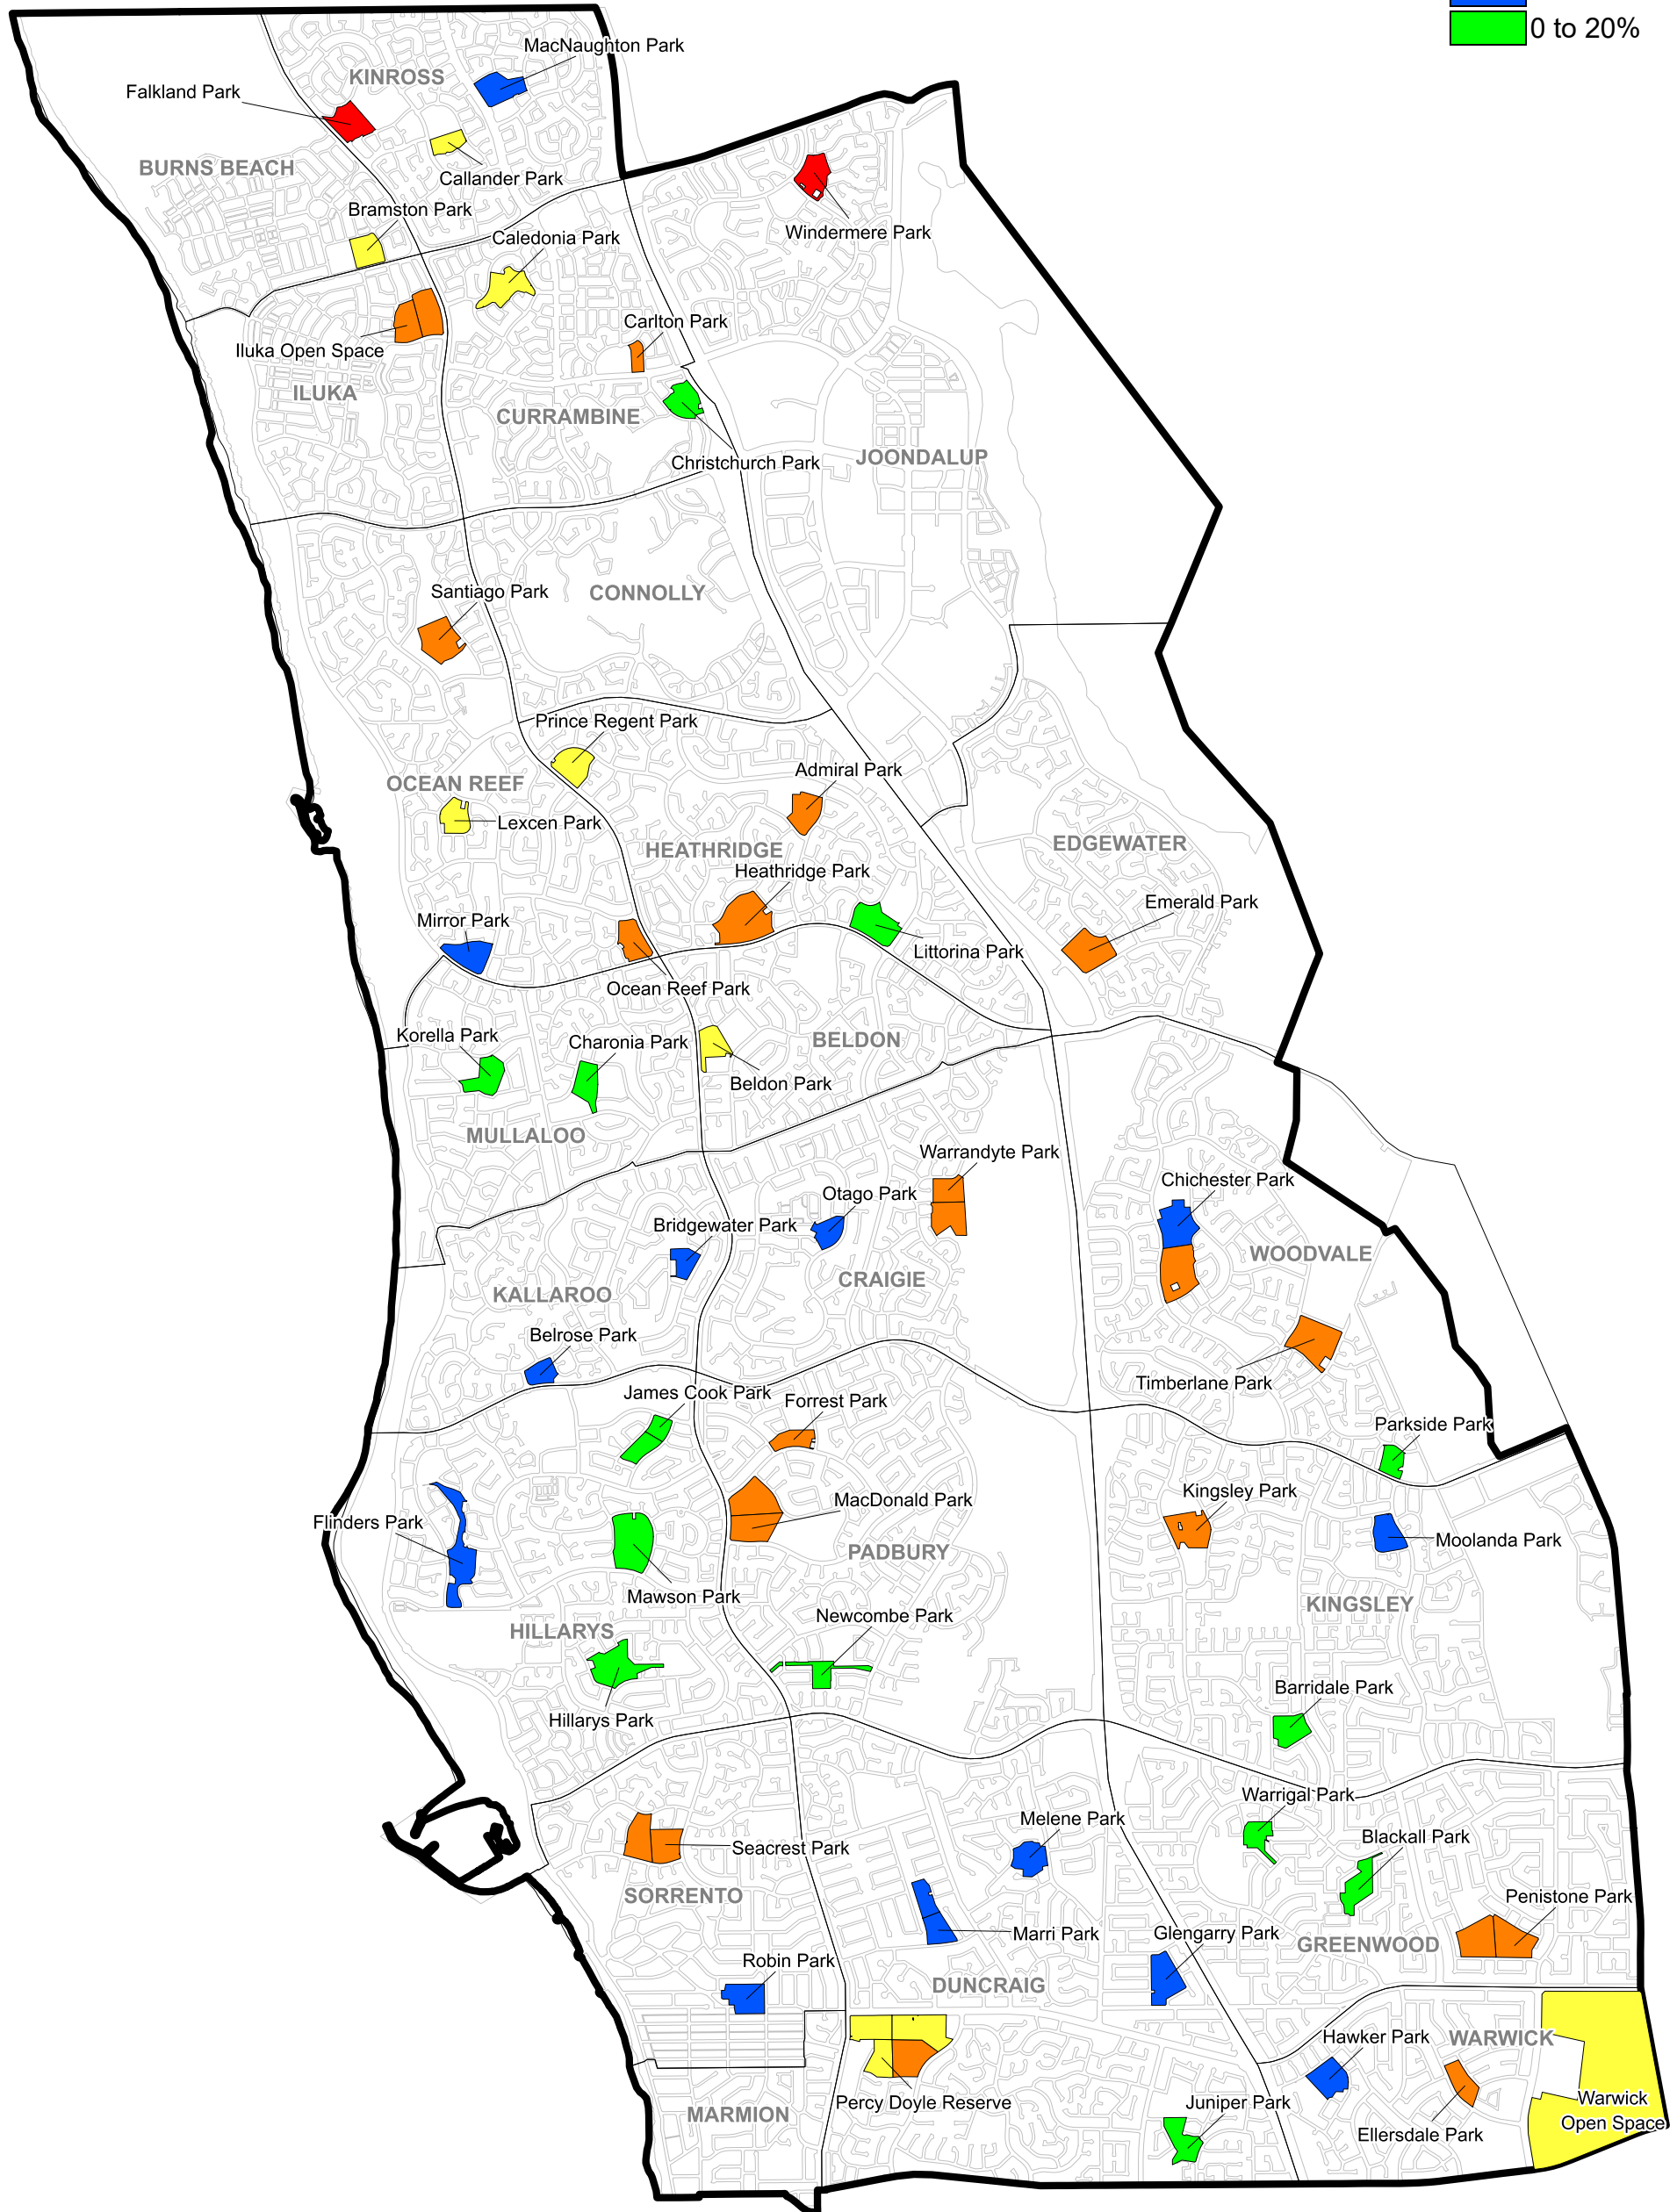 0 to 20%
MacNaughton Park
KINROSS
Falkland Park
BURNS BEACH
Callander Park
Bramston Park
Windermere Park
Caledonia Park
Carlton Park
Iluka Open Space
ILUKA
CURRAMBINE
Christchurch Park
JOONDALUP
Santiago Park
CONNOLLY
Prince Regent Park
Admiral Park
OCEAN REEF
Lexcen Park
HEATHRIDGE
EDGEWATER
Heathridge Park
Emerald Park
Mirror Park
Littorina Park
Ocean Reef Park
Korella Park
Charonia Park
BELDON
Beldon Park
MULLALOO
Warrandyte Park
Chichester Park
Otago Park
Bridgewater Park
WOODVALE
CRAIGIE
KALLAROO
Belrose Park
Timberlane Park
James Cook Park
Forrest Park
Parkside Park
Kingsley Park
MacDonald Park
Flinders Park
Moolanda Park
PADBURY
Mawson Park
KINGSLEY
Newcombe Park
HILLARYS
Barridale Park
Hillarys Park
Warrigal Park
Melene Park
Blackall Park
Seacrest Park
SORRENTO
Penistone Park
Marri Park
Glengarry Park
GREENWOOD
Robin Park
DUNCRAIG
Hawker Park
WARWICK
Warwick
Open Space
Percy Doyle Reserve
Juniper Park
MARMION
Ellersdale Park